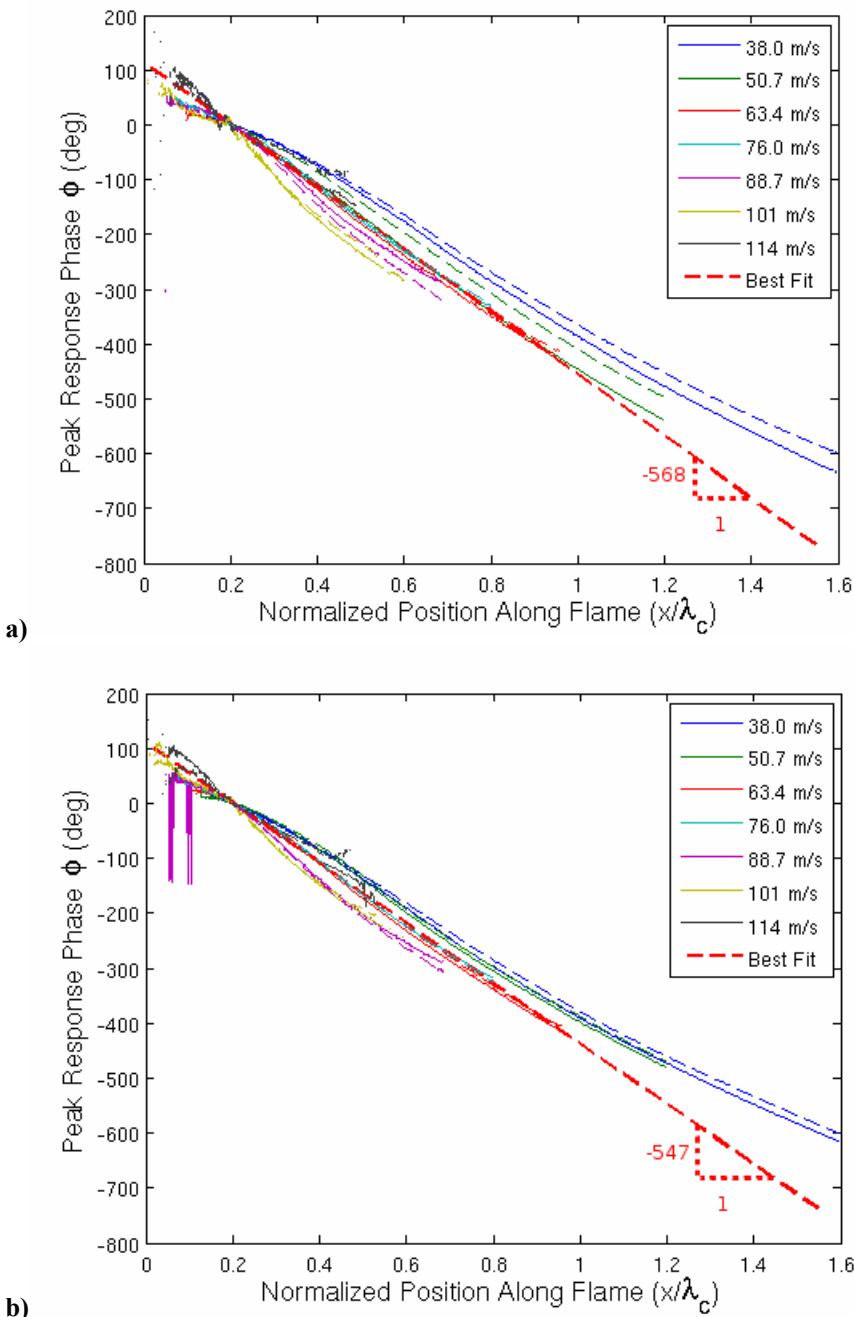 200
100
0
-100
-200
-300
-400
-500
-600
-700
-800
Peak Response Phase Φ (deg)
38.0 m/s
50.7 m/s
63.4 m/s
76.0 m/s
88.7 m/s
101 m/s
114 m/s
Best Fit
-568
1
0 0.2 0.4 0.6 0.8 1 1.2 1.4 1.6
Normalized Position Along Flame (x/λc)
a)
200
100
0
-100
-200
-300
-400
-500
-600
-700
-800
Peak Response Phase Φ (deg)
38.0 m/s
50.7 m/s
63.4 m/s
76.0 m/s
88.7 m/s
101 m/s
114 m/s
Best Fit
-547
1
0 0.2 0.4 0.6 0.8 1 1.2 1.4 1.6
Normalized Position Along Flame (x/λc)
b)